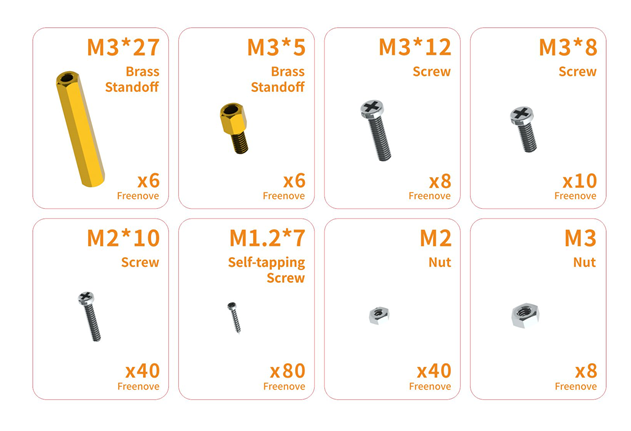 M3*27
Brass
Standoff
x6
Freenove
M3*5
Brass
Standoff
x6
Freenove
M3*12
Screw
x8
Freenove
M3*8
Screw
x10
Freenove
M2*10
Screw
x40
Freenove
M1.2*7
Self-tapping
Screw
x80
Freenove
M2
Nut
x40
Freenove
M3
Nut
x8
Freenove